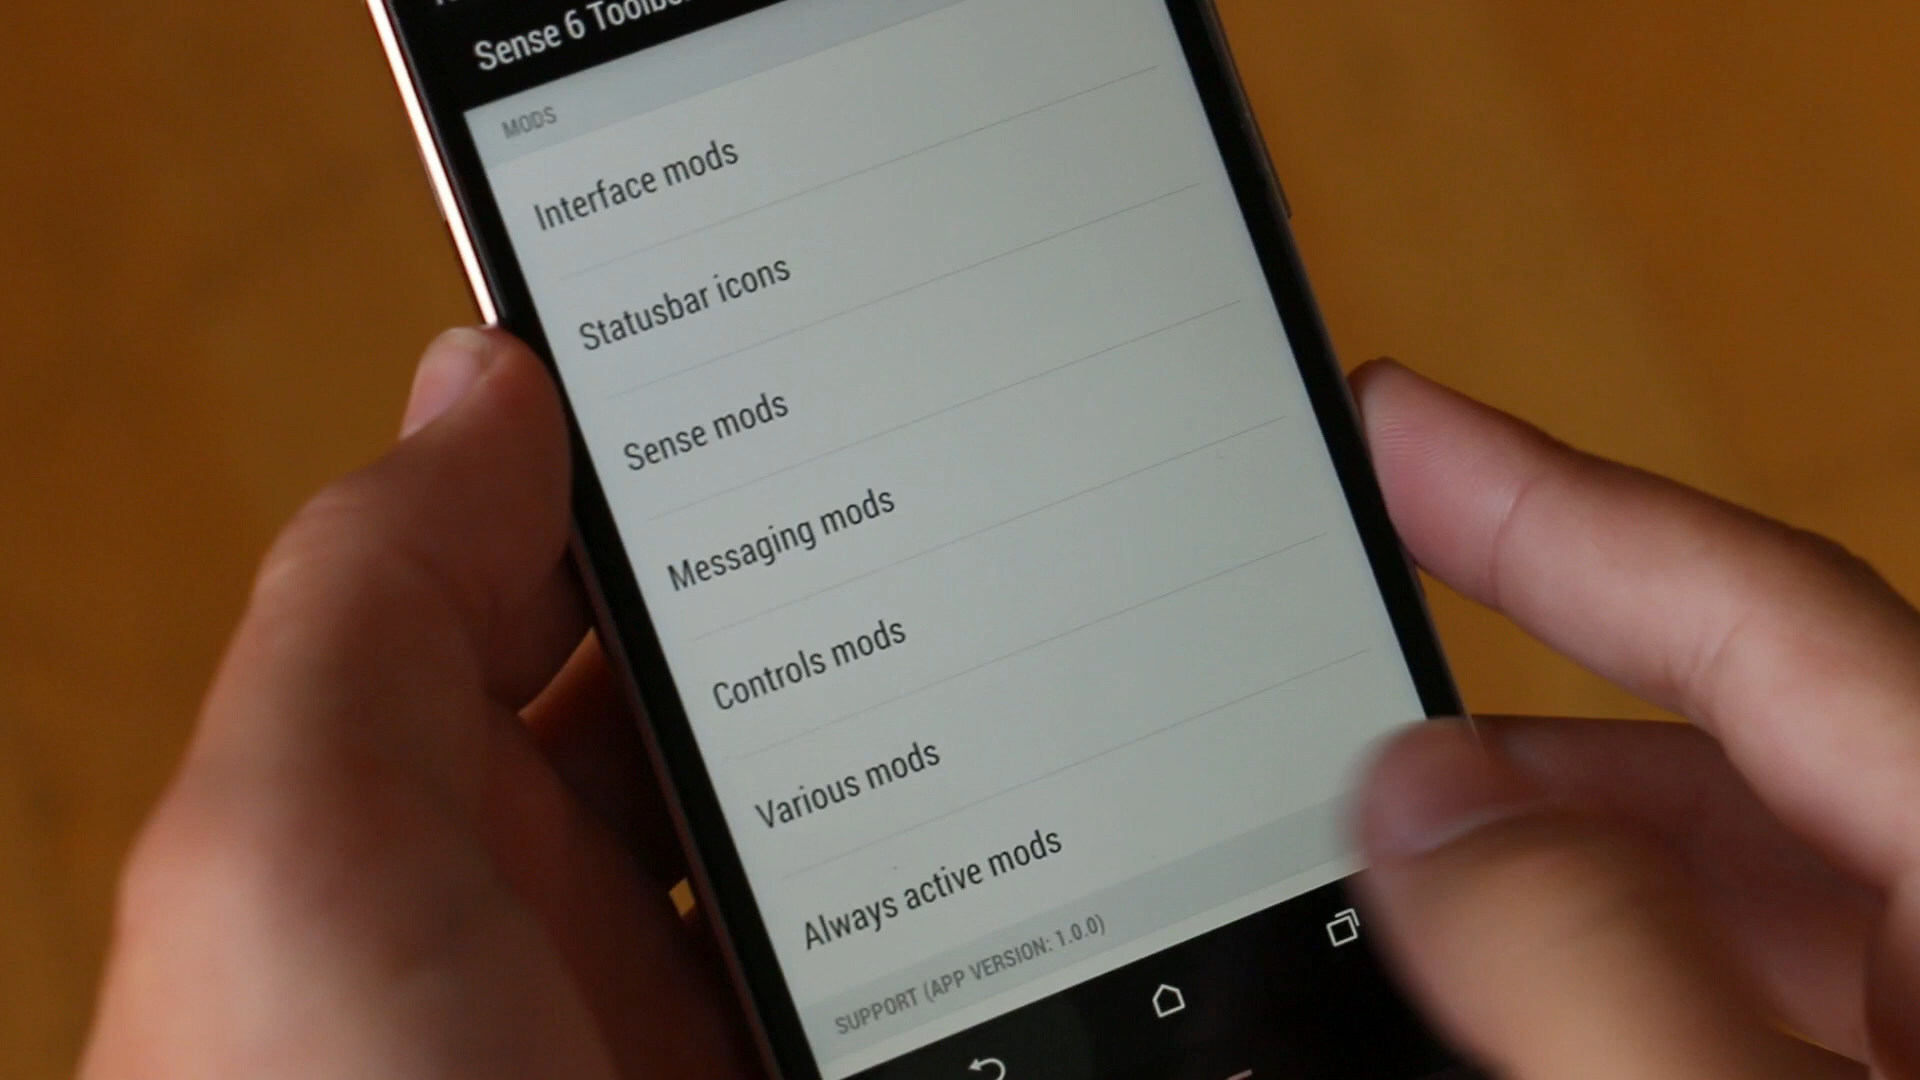 Sense 6
MODS
Interface mods
Statusbar icons
Sense mods
Messaging mods
Controls mods
Various mods
Always active mods
SUPPORT (APP VERSION: 1.0.0)